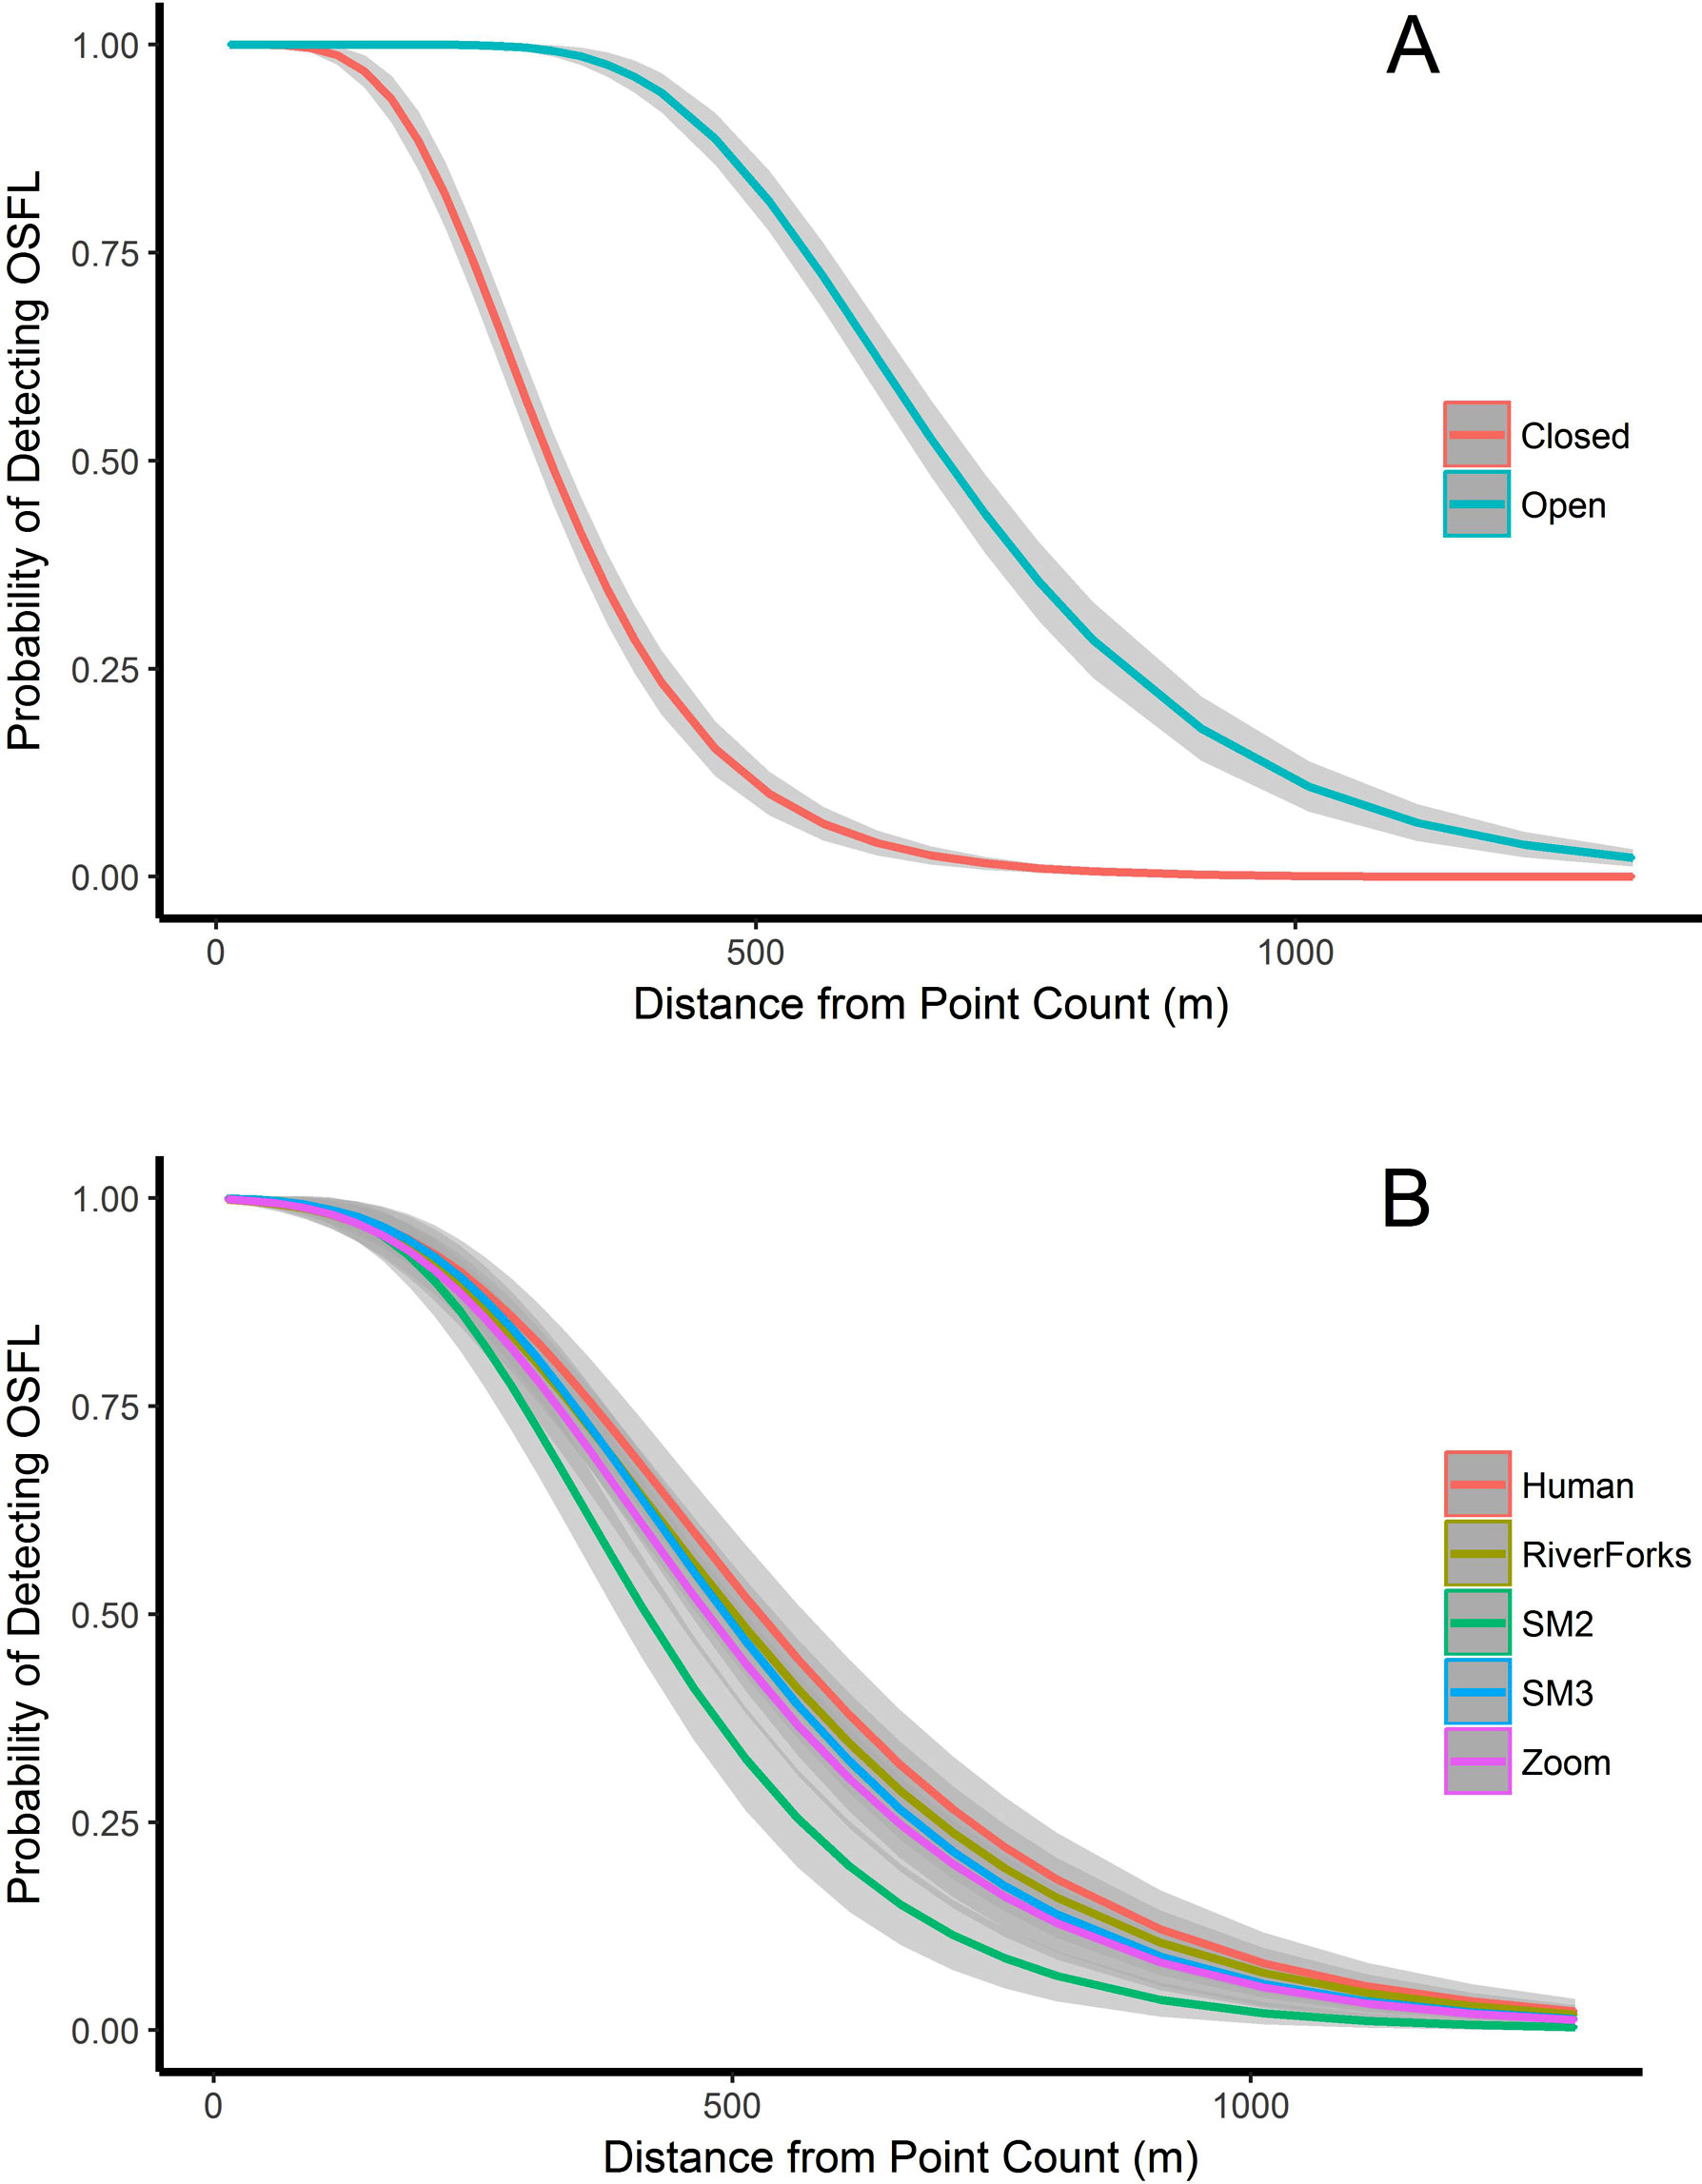 A
Probability of Detecting OSFL
1.00
0.75
0.50
0.25
0.00
0
500
1000
Distance from Point Count (m)
Closed
Open
B
Probability of Detecting OSFL
1.00
0.75
0.50
0.25
0.00
0
500
1000
Distance from Point Count (m)
Human
RiverForks
SM2
SM3
Zoom